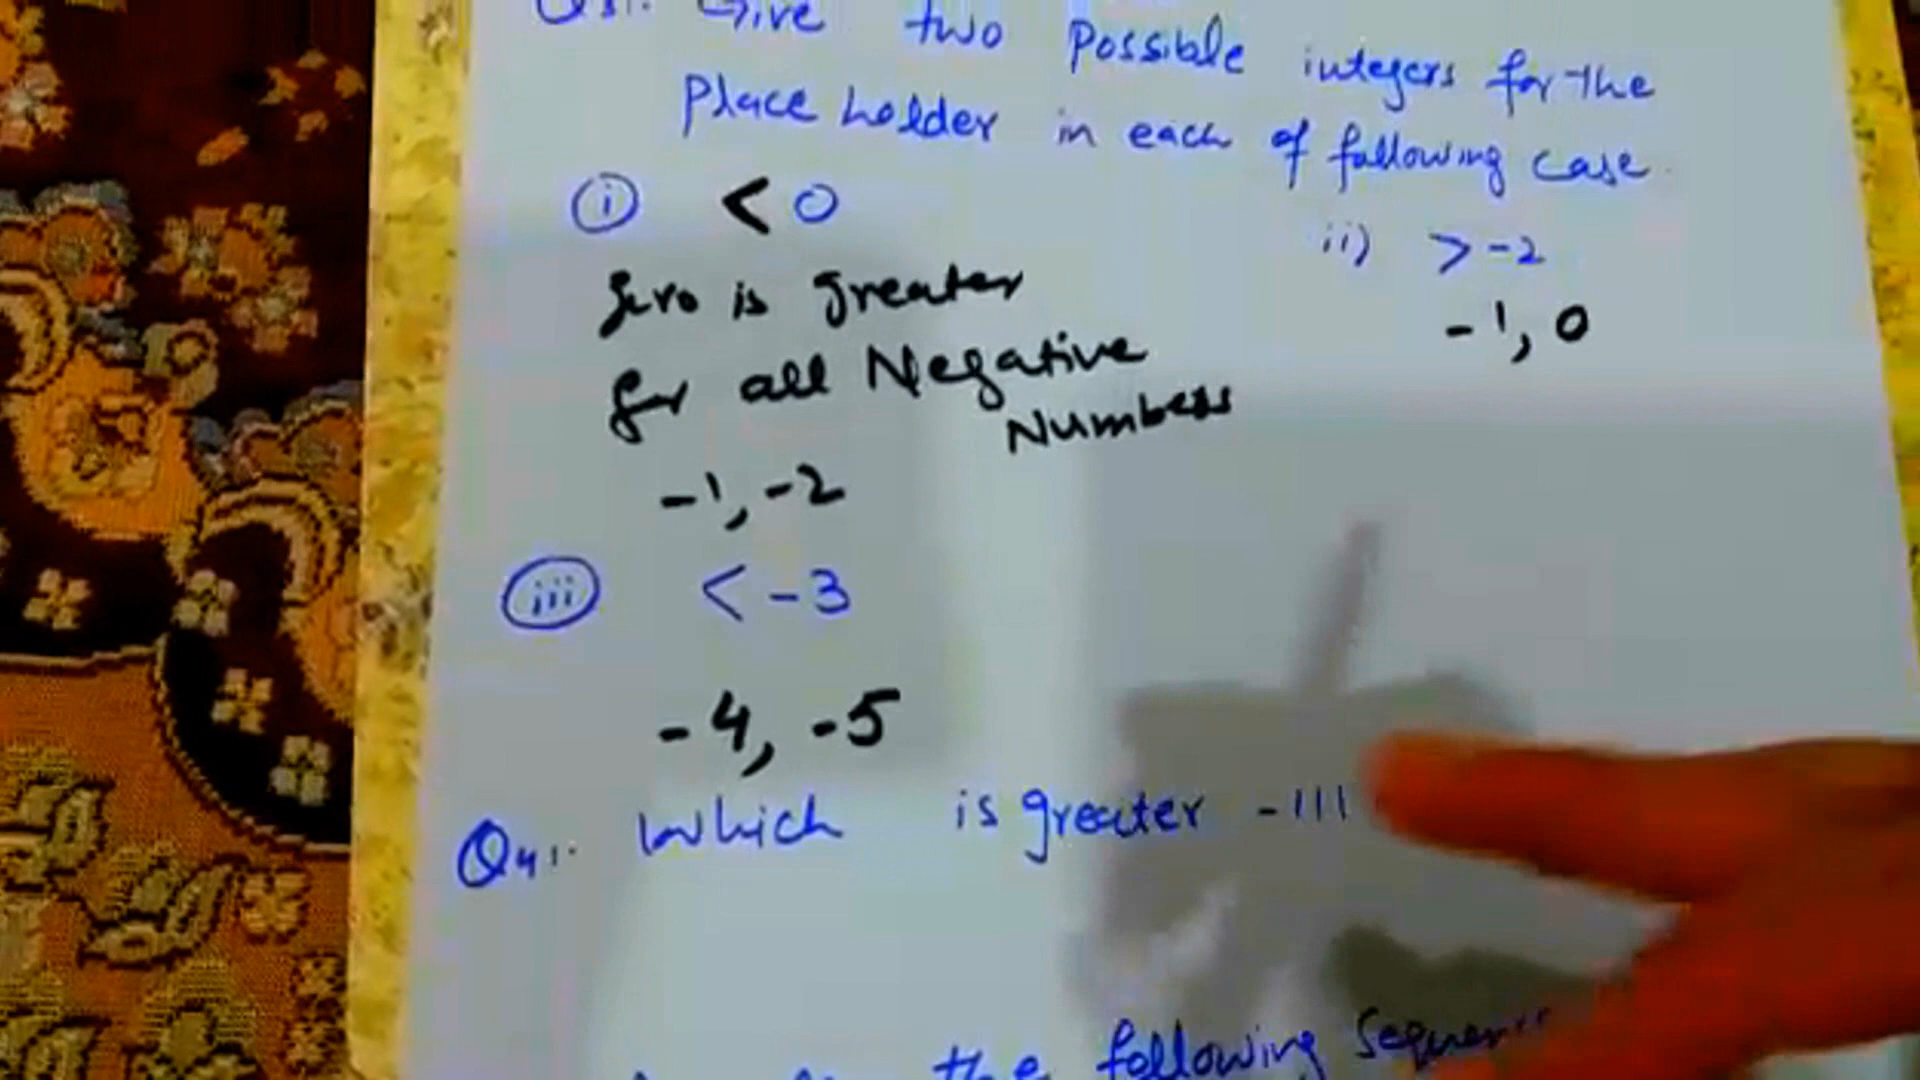 Q3: Give two Possible integers for the
Place holder in each of following case
(i) < 0
ii) > -2
Zero is greater
for all Negative
Numbers
-1, -2
-1, 0
(iii) < -3
-4, -5
Q4: Which is greater -111
the following Sequence